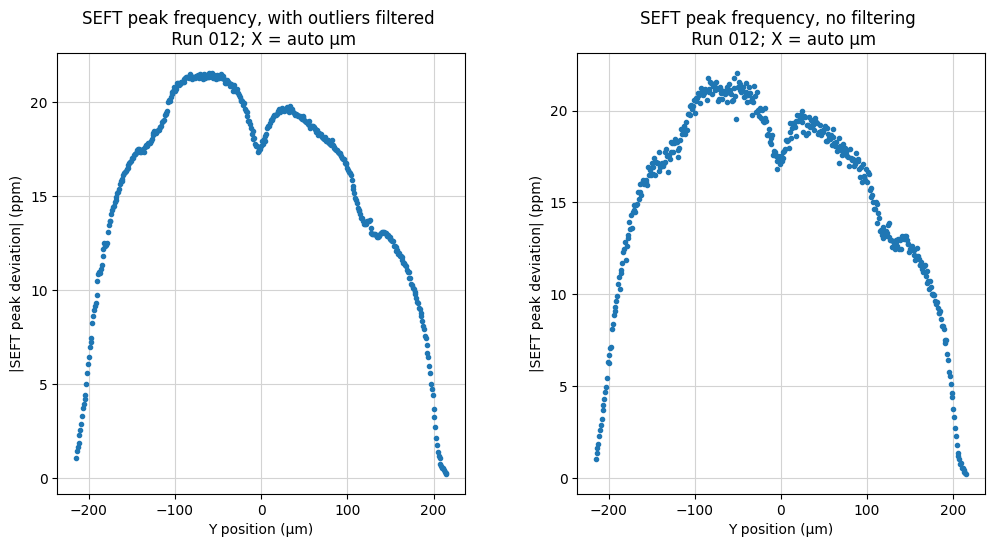 SEFT peak frequency, with outliers filtered
Run 012; X = auto μm
|SEFT peak deviation| (ppm)
20
15
10
5
0
−200
−100
0
100
200
Y position (μm)
SEFT peak frequency, no filtering
Run 012; X = auto μm
|SEFT peak deviation| (ppm)
20
15
10
5
0
−200
−100
0
100
200
Y position (μm)